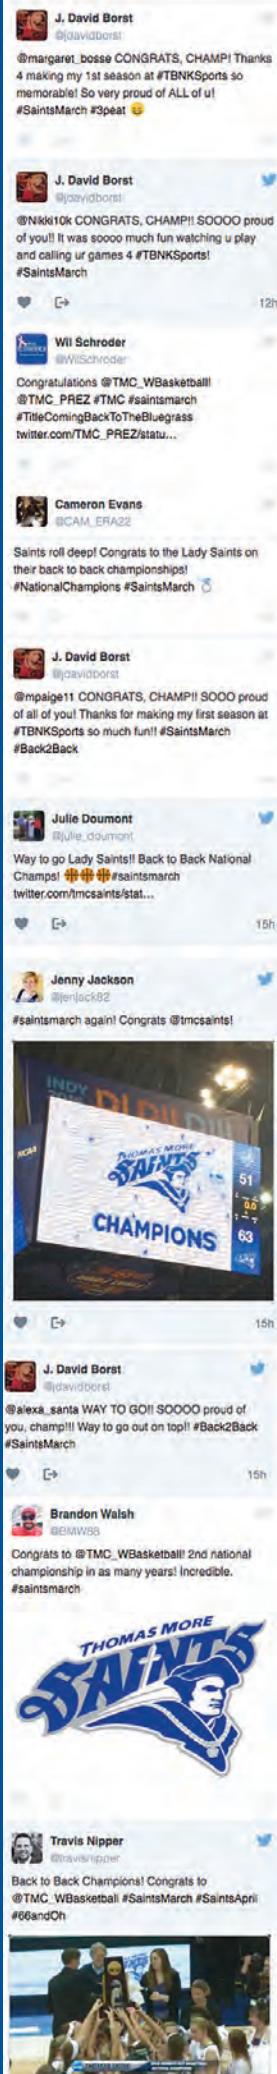 J. David Borst
@jdavidborst
@margaret_bosse CONGRATS, CHAMP! Thanks
4 making my 1st season at #TBNKSports so
memorable! So very proud of ALL of u!
#SaintsMarch #3peat 😄
J. David Borst
@jdavidborst
@Nikki10k CONGRATS, CHAMP!! SOOOO proud
of you!! It was soooo much fun watching u play
and calling ur games 4 #TBNKSports!
#SaintsMarch
12h
Wil Schroder
@WilSchroder
Congratulations @TMC_WBasketball!
@TMC_PREZ #TMC #saintsmarch
#TitleComingBackToTheBluegrass
twitter.com/TMC_PREZ/statu...
Cameron Evans
@CAM_ERA22
Saints roll deep! Congrats to the Lady Saints on
their back to back championships!
#NationalChampions #SaintsMarch 💍
J. David Borst
@jdavidborst
@mpaige11 CONGRATS, CHAMP!! SOOO proud
of all of you! Thanks for making my first season at
#TBNKSports so much fun!! #SaintsMarch
#Back2Back
Julie Doumont
@julie_doumont
Way to go Lady Saints!! Back to Back National
Champs! 🏀🏀🏀#saintsmarch
twitter.com/tmcsaints/stat...
15h
Jenny Jackson
@jenjack82
#saintsmarch again! Congrats @tmcsaints!
INDY
NCAA
THOMAS MORE
SAINTS
CHAMPIONS
51
0.0
63
15h
J. David Borst
@jdavidborst
@alexa_santa WAY TO GO!! SOOOO proud of
you, champ!!! Way to go out on top!! #Back2Back
#SaintsMarch
15h
Brandon Walsh
@BMW88
Congrats to @TMC_WBasketball! 2nd national
championship in as many years! Incredible.
#saintsmarch
THOMAS MORE
SAINTS
Travis Nipper
@travisnipper
Back to Back Champions! Congrats to
@TMC_WBasketball #SaintsMarch #SaintsApril
#66andOh